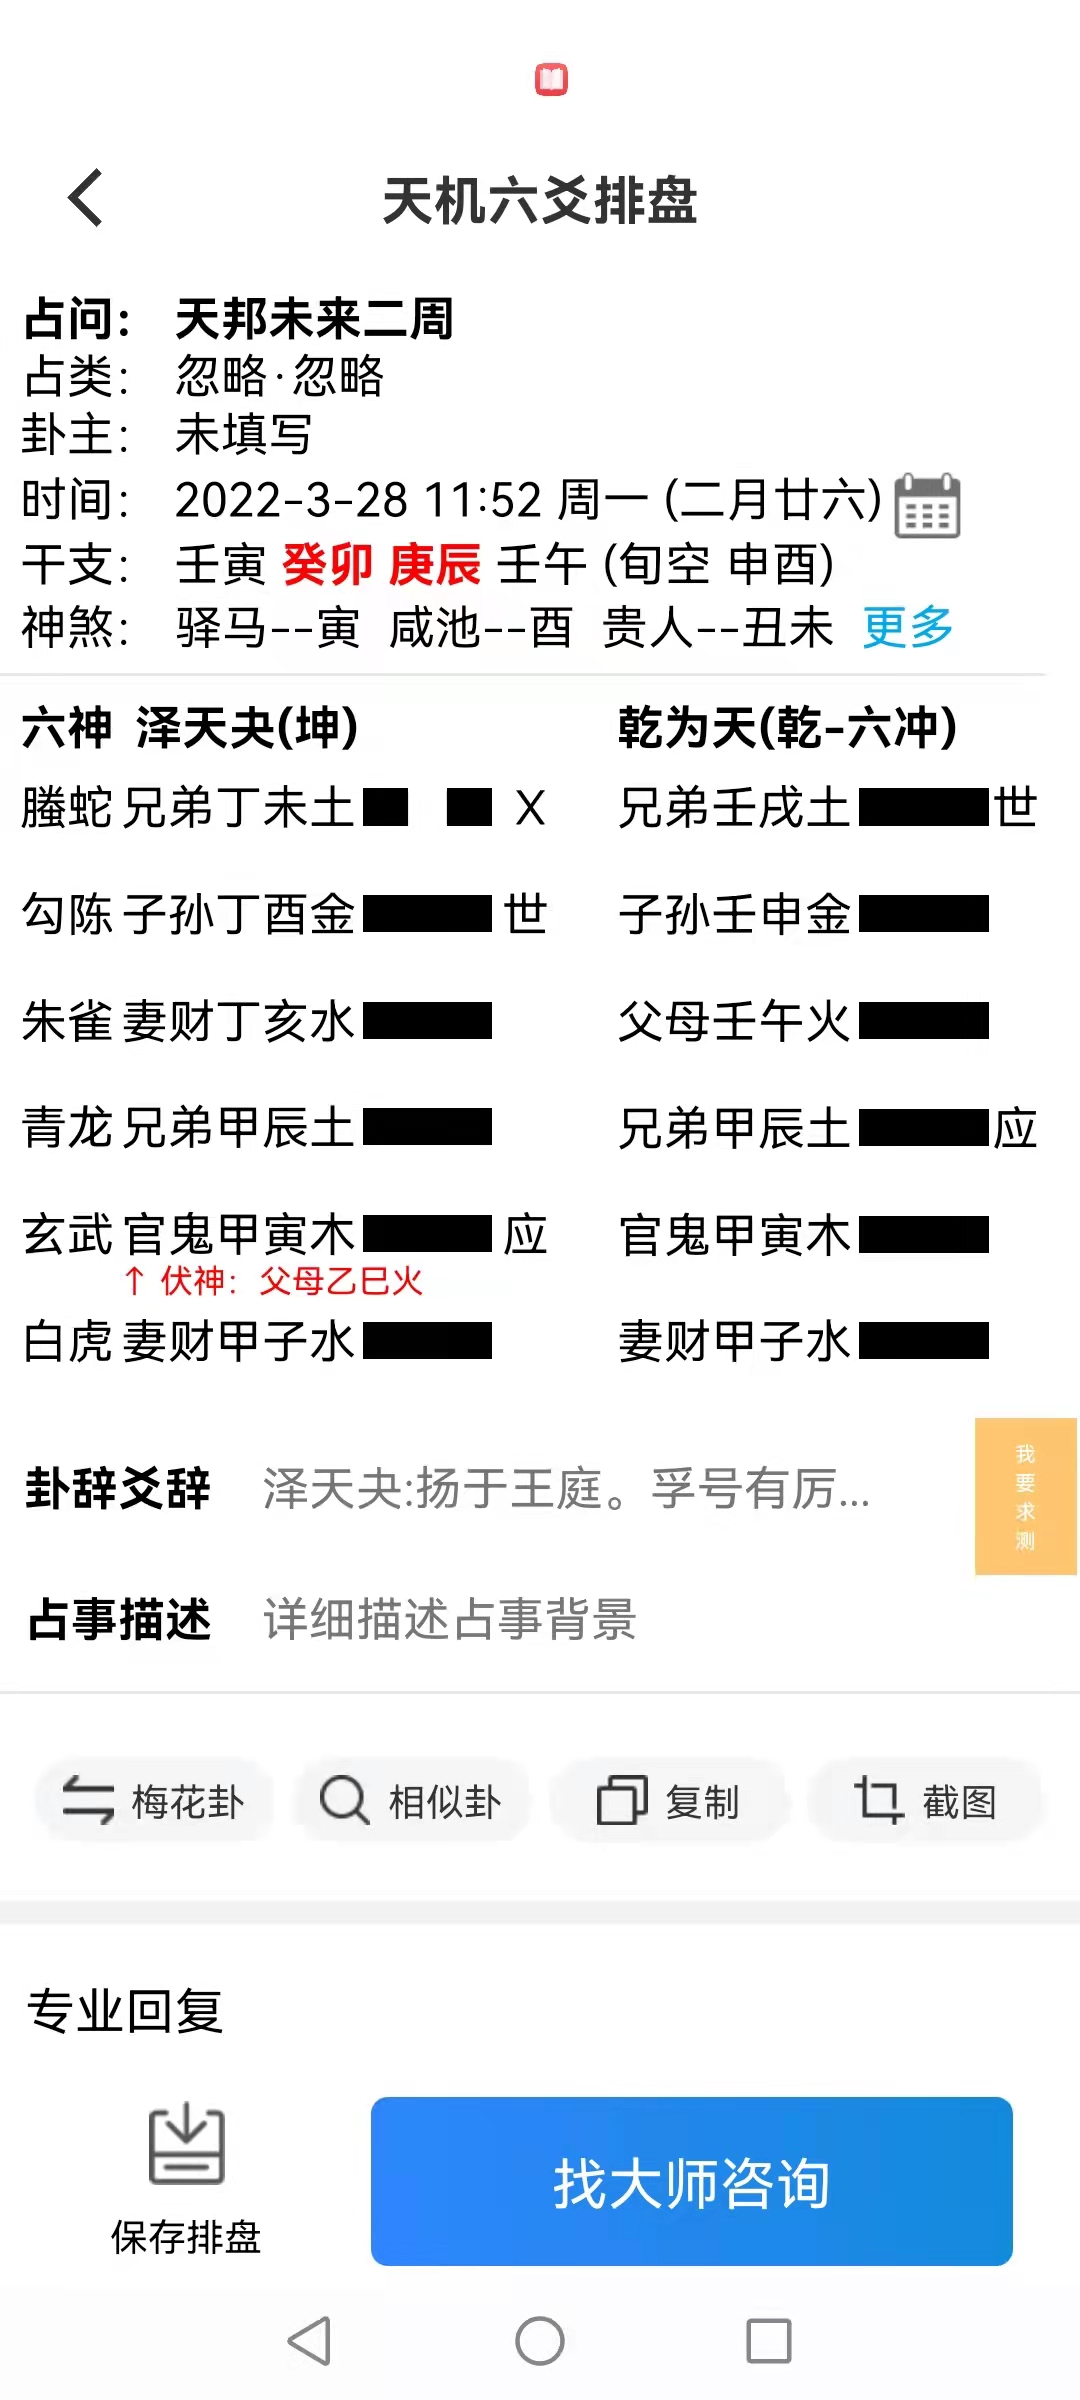 天机六爻排盘
占问： 天邦未来二周
占类： 忽略·忽略
卦主： 未填写
时间： 2022-3-28 11:52 周一 (二月廿六)
干支： 壬寅 癸卯 庚辰 壬午 (旬空 申酉)
神煞： 驿马--寅 咸池--酉 贵人--丑未 更多
六神 泽天夬(坤) 乾为天(乾-六冲)
螣蛇 兄弟丁未土 X 兄弟壬戌土 世
勾陈 子孙丁酉金 世 子孙壬申金
朱雀 妻财丁亥水 父母壬午火
青龙 兄弟甲辰土 兄弟甲辰土 应
玄武 官鬼甲寅木 应 官鬼甲寅木
↑ 伏神：父母乙巳火
白虎 妻财甲子水 妻财甲子水
我要求测
卦辞爻辞 泽天夬:扬于王庭。孚号有厉...
占事描述 详细描述占事背景
梅花卦 相似卦 复制 截图
专业回复
保存排盘
找大师咨询